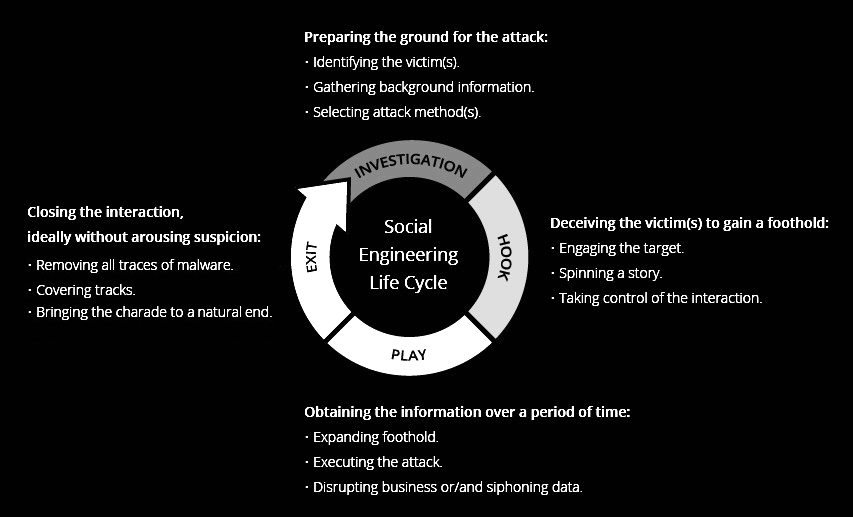 Preparing the ground for the attack:
· Identifying the victim(s).
· Gathering background information.
· Selecting attack method(s).
INVESTIGATION
Closing the interaction,
ideally without arousing suspicion:
· Removing all traces of malware.
· Covering tracks.
· Bringing the charade to a natural end.
EXIT
Social
Engineering
Life Cycle
HOOK
Deceiving the victim(s) to gain a foothold:
· Engaging the target.
· Spinning a story.
· Taking control of the interaction.
PLAY
Obtaining the information over a period of time:
· Expanding foothold.
· Executing the attack.
· Disrupting business or/and siphoning data.